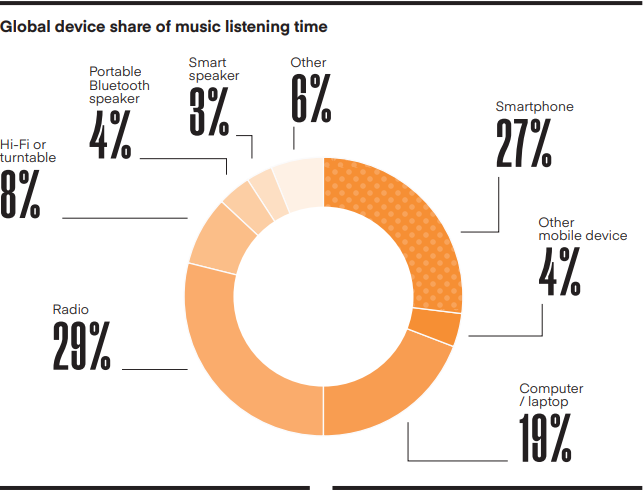 Global device share of music listening time
Smartphone
27%
Other
mobile device
4%
Computer
/ laptop
19%
Radio
29%
Hi-Fi or
turntable
8%
Portable
Bluetooth
speaker
4%
Smart
speaker
3%
Other
6%